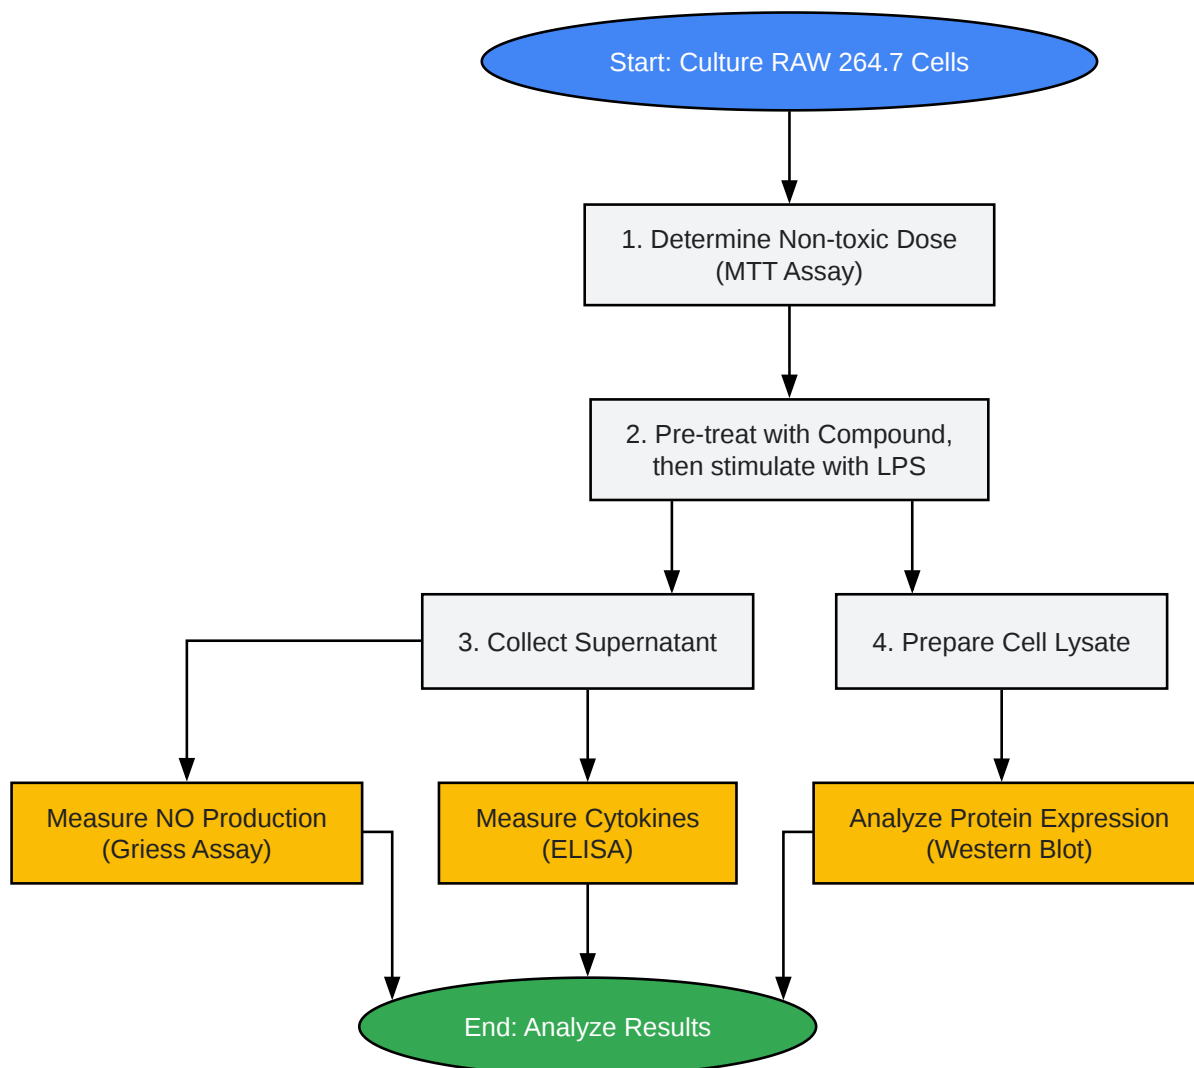 Start: Culture RAW 264.7 Cells
1. Determine Non-toxic Dose
(MTT Assay)
2. Pre-treat with Compound,
then stimulate with LPS
3. Collect Supernatant
4. Prepare Cell Lysate
Measure NO Production
(Griess Assay)
Measure Cytokines
(ELISA)
Analyze Protein Expression
(Western Blot)
End: Analyze Results